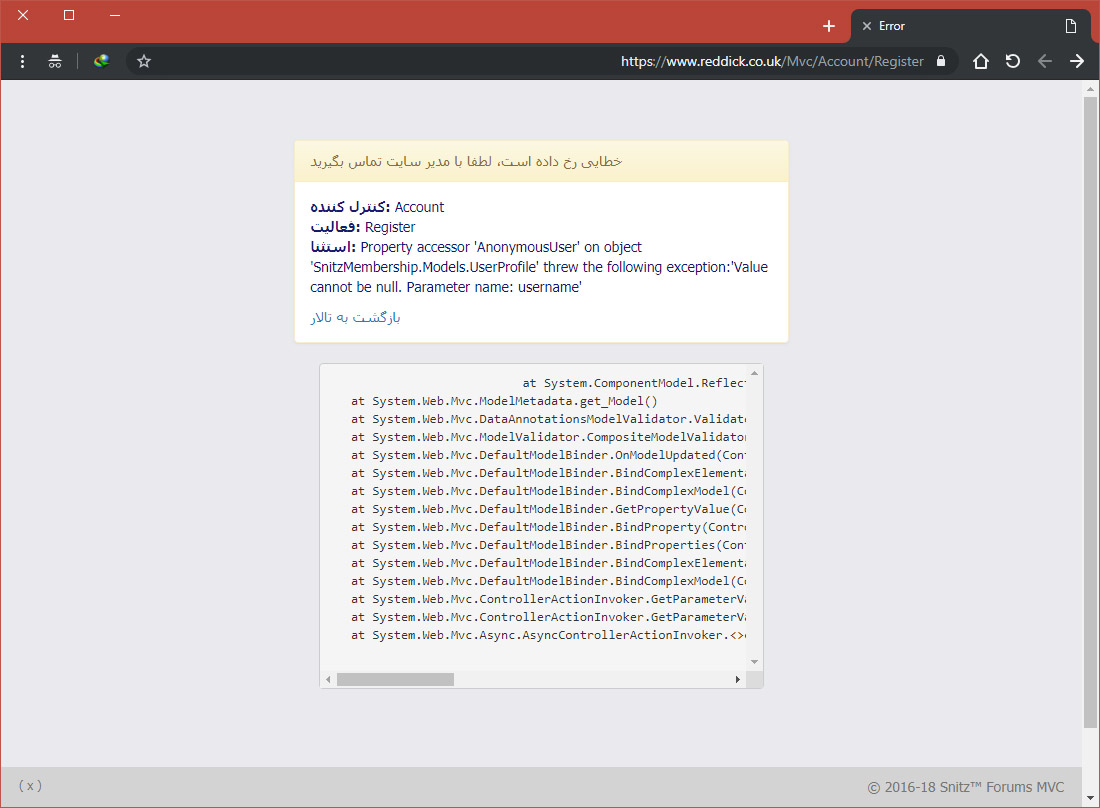 Error
https://www.reddick.co.uk/Mvc/Account/Register
خطایی رخ داده است، لطفا با مدیر سایت تماس بگیرید
کنترل کننده: Account
فعالیت: Register
استثنا: Property accessor 'AnonymousUser' on object
'SnitzMembership.Models.UserProfile' threw the following exception:'Value
cannot be null. Parameter name: username'
بازگشت به تالار
at System.ComponentModel.Reflect
at System.Web.Mvc.ModelMetadata.get_Model()
at System.Web.Mvc.DataAnnotationsModelValidator.Validat
at System.Web.Mvc.ModelValidator.CompositeModelValidator
at System.Web.Mvc.DefaultModelBinder.OnModelUpdated(Cont
at System.Web.Mvc.DefaultModelBinder.BindComplexElementa
at System.Web.Mvc.DefaultModelBinder.BindComplexModel(Co
at System.Web.Mvc.DefaultModelBinder.GetPropertyValue(Co
at System.Web.Mvc.DefaultModelBinder.BindProperty(Contro
at System.Web.Mvc.DefaultModelBinder.BindProperties(Cont
at System.Web.Mvc.DefaultModelBinder.BindComplexElementa
at System.Web.Mvc.DefaultModelBinder.BindComplexModel(Co
at System.Web.Mvc.ControllerActionInvoker.GetParameterVa
at System.Web.Mvc.ControllerActionInvoker.GetParameterVa
at System.Web.Mvc.Async.AsyncControllerActionInvoker.<>
( x )
© 2016-18 Snitz™ Forums MVC